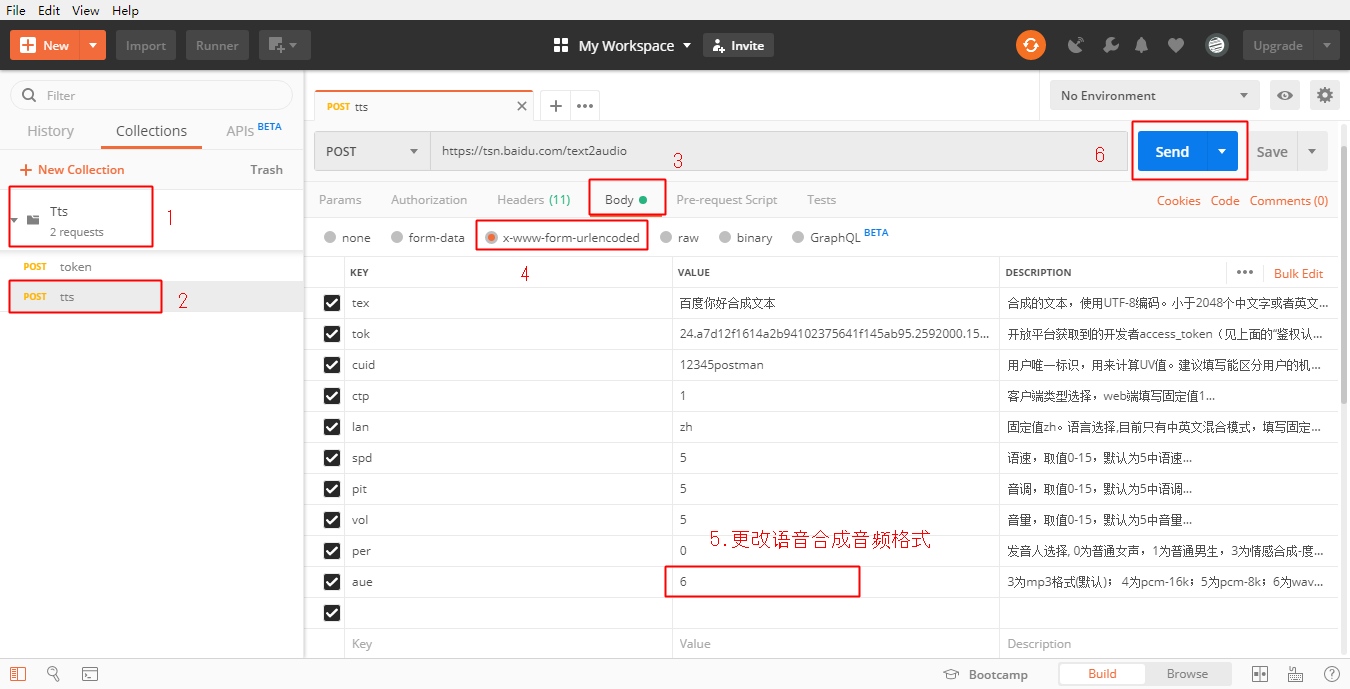 File Edit View Help
New Import Runner My Workspace Invite Upgrade
Filter
History Collections APIs BETA
New Collection Trash
Tts
2 requests
1
POST token
POST tts
2
POST tts
No Environment
POST https://tsn.baidu.com/text2audio
3
6
Send Save
Params Authorization Headers (11) Body Pre-request Script Tests Cookies Code Comments (0)
none form-data x-www-form-urlencoded raw binary GraphQL BETA
4
KEY VALUE DESCRIPTION Bulk Edit
tex 百度你好合成文本 合成的文本，使用UTF-8编码。小于2048个中文字或者英文...
tok 24.a7d12f1614a2b94102375641f145ab95.2592000.15... 开放平台获取到的开发者access_token（见上面的“鉴权认...
cuid 12345postman 用户唯一标识，用来计算UV值。建议填写能区分用户的机...
ctp 1 客户端类型选择，web端填写固定值1...
lan zh 固定值zh。语言选择,目前只有中英文混合模式，填写固定...
spd 5 语速，取值0-15，默认为5中语速...
pit 5 音调，取值0-15，默认为5中语调...
vol 5 音量，取值0-15，默认为5中音量...
5.更改语音合成音频格式
per 0 发音人选择, 0为普通女声，1为普通男生，3为情感合成-度...
aue 6 3为mp3格式(默认)； 4为pcm-16k；5为pcm-8k；6为wav...
Key Value Description
Bootcamp Build Browse